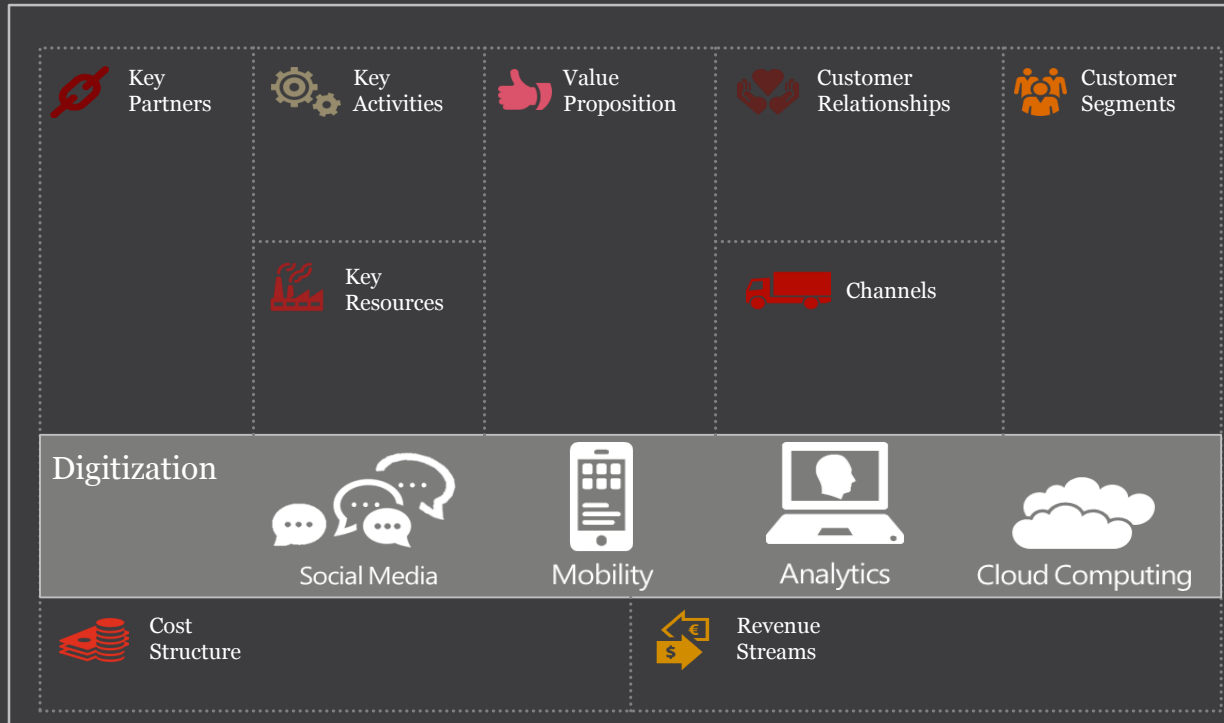 Key
Partners
Key
Activities
Value
Proposition
Customer
Relationships
Customer
Segments
Key
Resources
Channels
Digitization
Social Media
Mobility
Analytics
Cloud Computing
Cost
Structure
€
$
Revenue
Streams